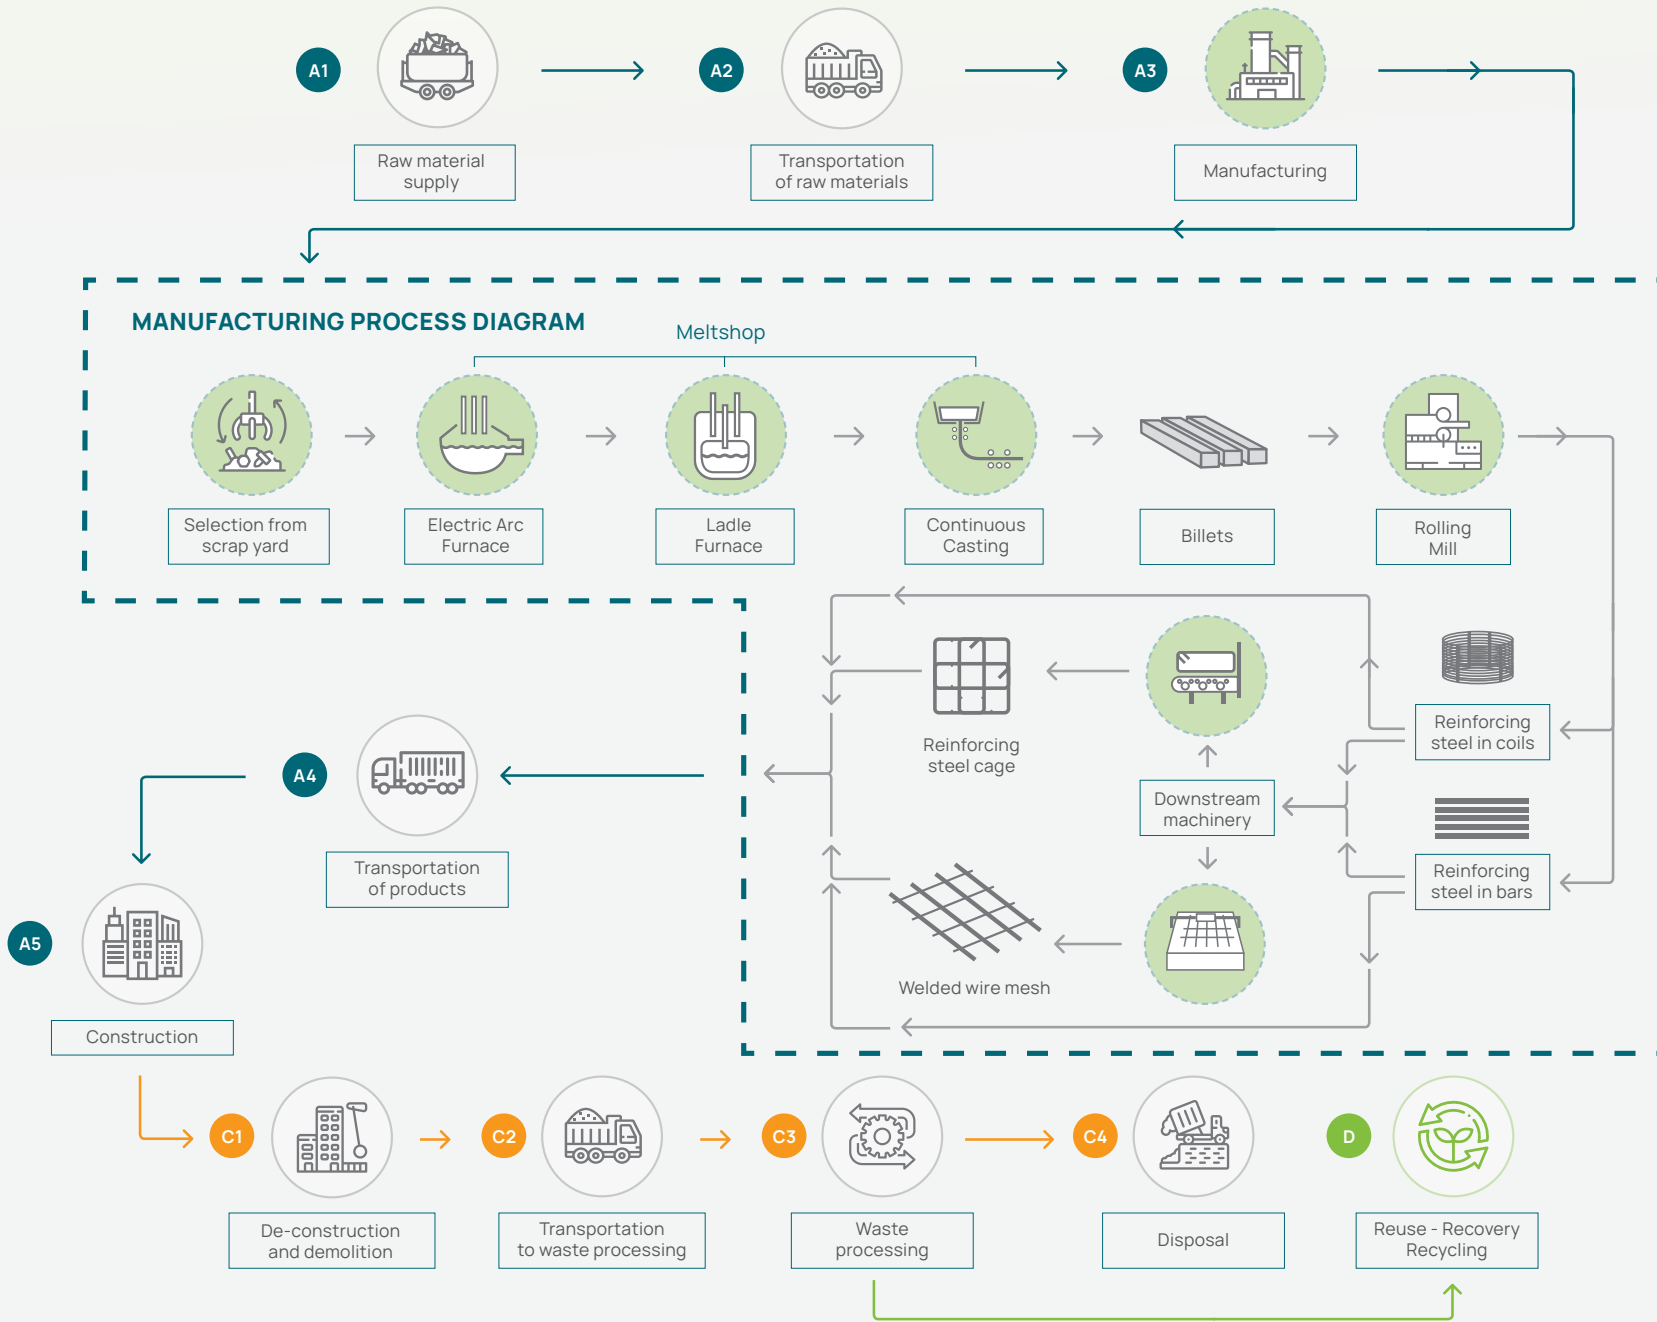 A1
Raw material
supply
A2
Transportation
of raw materials
A3
Manufacturing
MANUFACTURING PROCESS DIAGRAM
Meltshop
Selection from
scrap yard
Electric Arc
Furnace
Ladle
Furnace
Continuous
Casting
Billets
Rolling
Mill
Reinforcing
steel in coils
Reinforcing
steel in bars
Downstream
machinery
Reinforcing
steel cage
Welded wire mesh
A4
Transportation
of products
A5
Construction
C1
De-construction
and demolition
C2
Transportation
to waste processing
C3
Waste
processing
C4
Disposal
D
Reuse - Recovery
Recycling